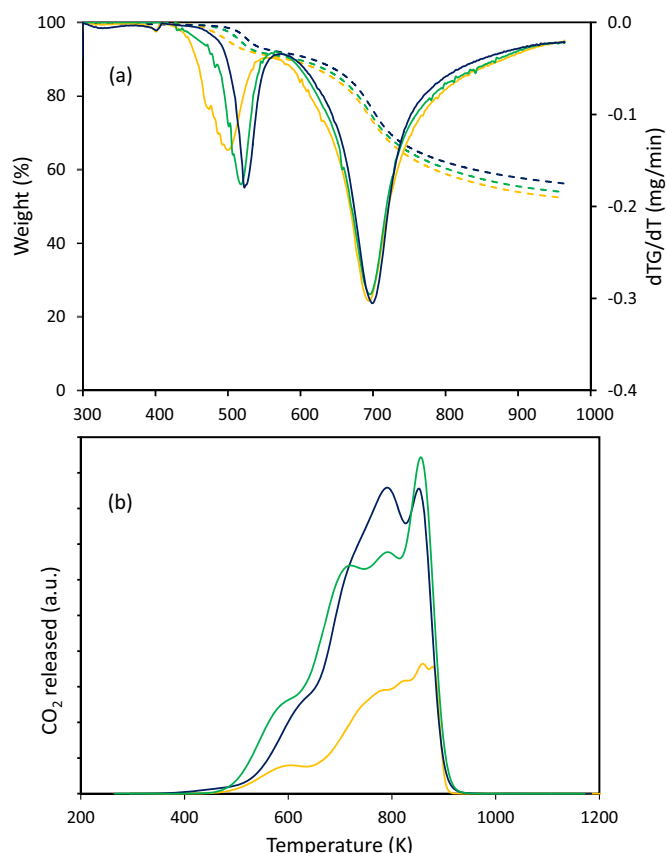 (a)
Weight (%)
100
80
60
40
20
0
0.0
-0.1
-0.2
-0.3
-0.4
dTG/dT (mg/min)
300 400 500 600 700 800 900 1000
(b)
CO2 released (a.u.)
200 400 600 800 1000 1200
Temperature (K)